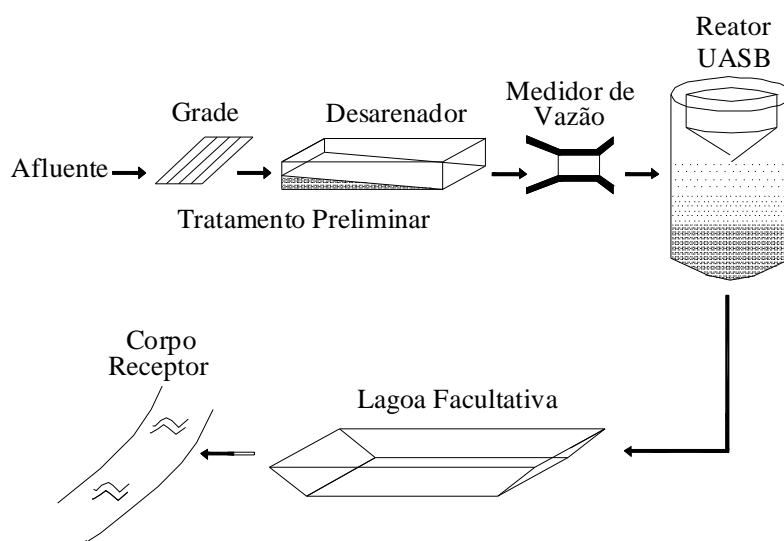 Reator
UASB
Medidor de
Vazão
Grade
Desarenador
Afluente
Tratamento Preliminar
Corpo
Receptor
Lagoa Facultativa